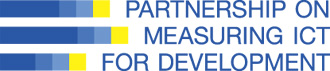 PARTNERSHIP ON
MEASURING ICT
FOR DEVELOPMENT